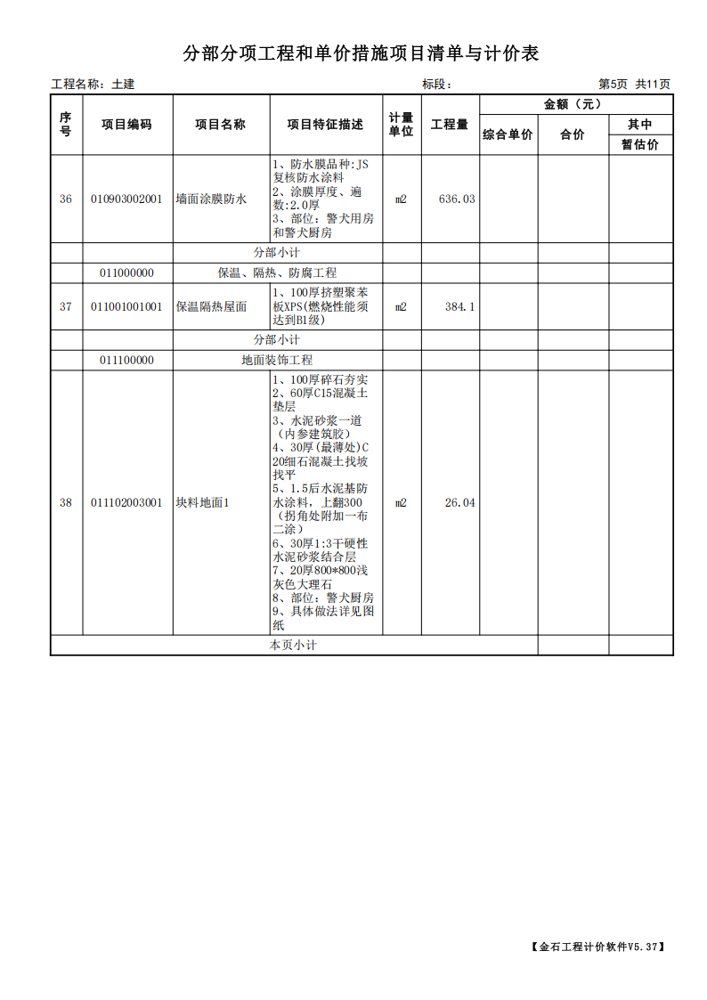 分部分项工程和单价措施项目清单与计价表
工程名称：土建 标段： 第5页 共11页
序号 项目编码 项目名称 项目特征描述 计量单位 工程量 金额（元）
综合单价 合价 其中
暂估价
36 010903002001 墙面涂膜防水 1、防水膜品种:JS
复核防水涂料
2、涂膜厚度、遍
数:2.0厚
3、部位：警犬用房
和警犬厨房 m2 636.03
分部小计
011000000 保温、隔热、防腐工程
37 011001001001 保温隔热屋面 1、100厚挤塑聚苯
板XPS(燃烧性能须
达到B1级) m2 384.1
分部小计
011100000 地面装饰工程
38 011102003001 块料地面1 1、100厚碎石夯实
2、60厚C15混凝土
垫层
3、水泥砂浆一道
（内参建筑胶）
4、30厚(最薄处)C
20细石混凝土找坡
找平
5、1.5后水泥基防
水涂料，上翻300
（拐角处附加一布
二涂）
6、30厚1:3干硬性
水泥砂浆结合层
7、20厚800*800浅
灰色大理石
8、部位：警犬厨房
9、具体做法详见图
纸 m2 26.04
本页小计
【金石工程计价软件V5.37】